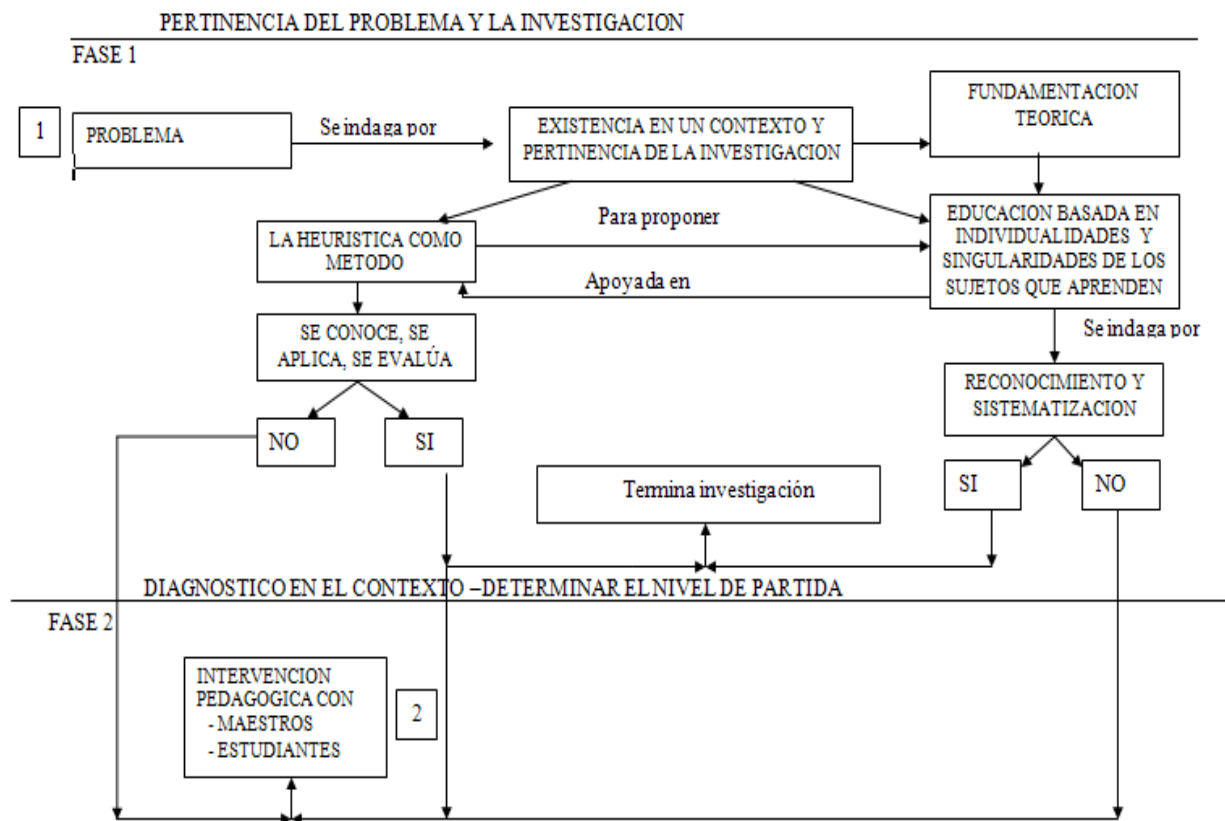 PERTINENCIA DEL PROBLEMA Y LA INVESTIGACION
FASE 1
1
PROBLEMA
Se indaga por
EXISTENCIA EN UN CONTEXTO Y
PERTINENCIA DE LA INVESTIGACION
FUNDAMENTACION
TEORICA
LA HEURISTICA COMO
METODO
Para proponer
Apoyada en
EDUCACION BASADA EN
INDIVIDUALIDADES Y
SINGULARIDADES DE LOS
SUJETOS QUE APRENDEN
SE CONOCE, SE
APLICA, SE EVALÚA
Se indaga por
RECONOCIMIENTO Y
SISTEMATIZACION
NO
SI
Termina investigación
SI
NO
DIAGNOSTICO EN EL CONTEXTO –DETERMINAR EL NIVEL DE PARTIDA
FASE 2
INTERVENCION
PEDAGOGICA CON
- MAESTROS
- ESTUDIANTES
2